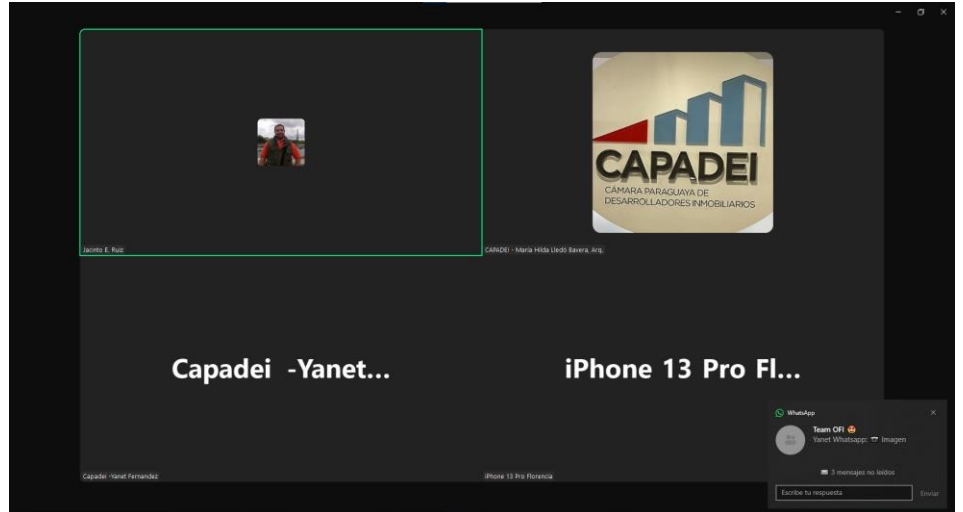 CAPADEI
CÁMARA PARAGUAYA DE
DESARROLLADORES INMOBILIARIOS
Jacinto E. Ruiz
CAPADEI - María Hilda Lledó Bavera, Arq.
Capadei -Yanet...
iPhone 13 Pro Fl...
Capadei -Yanet Fernandez
iPhone 13 Pro Florencia
WhatsApp
Team OFI 🤩
Yanet Whatsapp: 📷 Imagen
3 mensajes no leídos
Escribe tu respuesta
Enviar